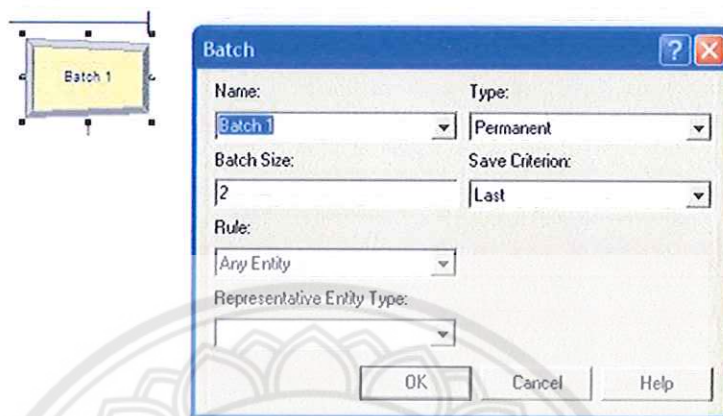 Batch 1
Batch
Name:
Type:
Batch 1
Permanent
Batch Size:
Save Criterion:
2
Last
Rule:
Any Entity
Representative Entity Type:
OK
Cancel
Help